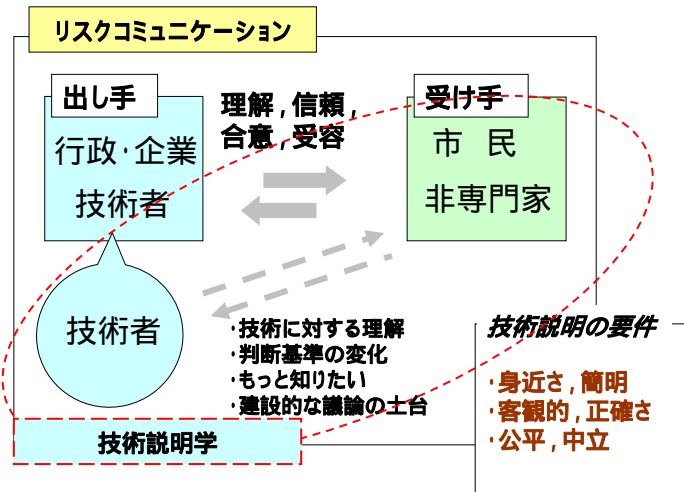 リスクコミュニケーション
出し手
行政・企業
技術者
理解，信頼，
合意，受容
受け手
市 民
非専門家
技術者
・技術に対する理解
・判断基準の変化
・もっと知りたい
・建設的な議論の土台
技術説明の要件
・身近さ，簡明
・客観的，正確さ
・公平，中立
技術説明学